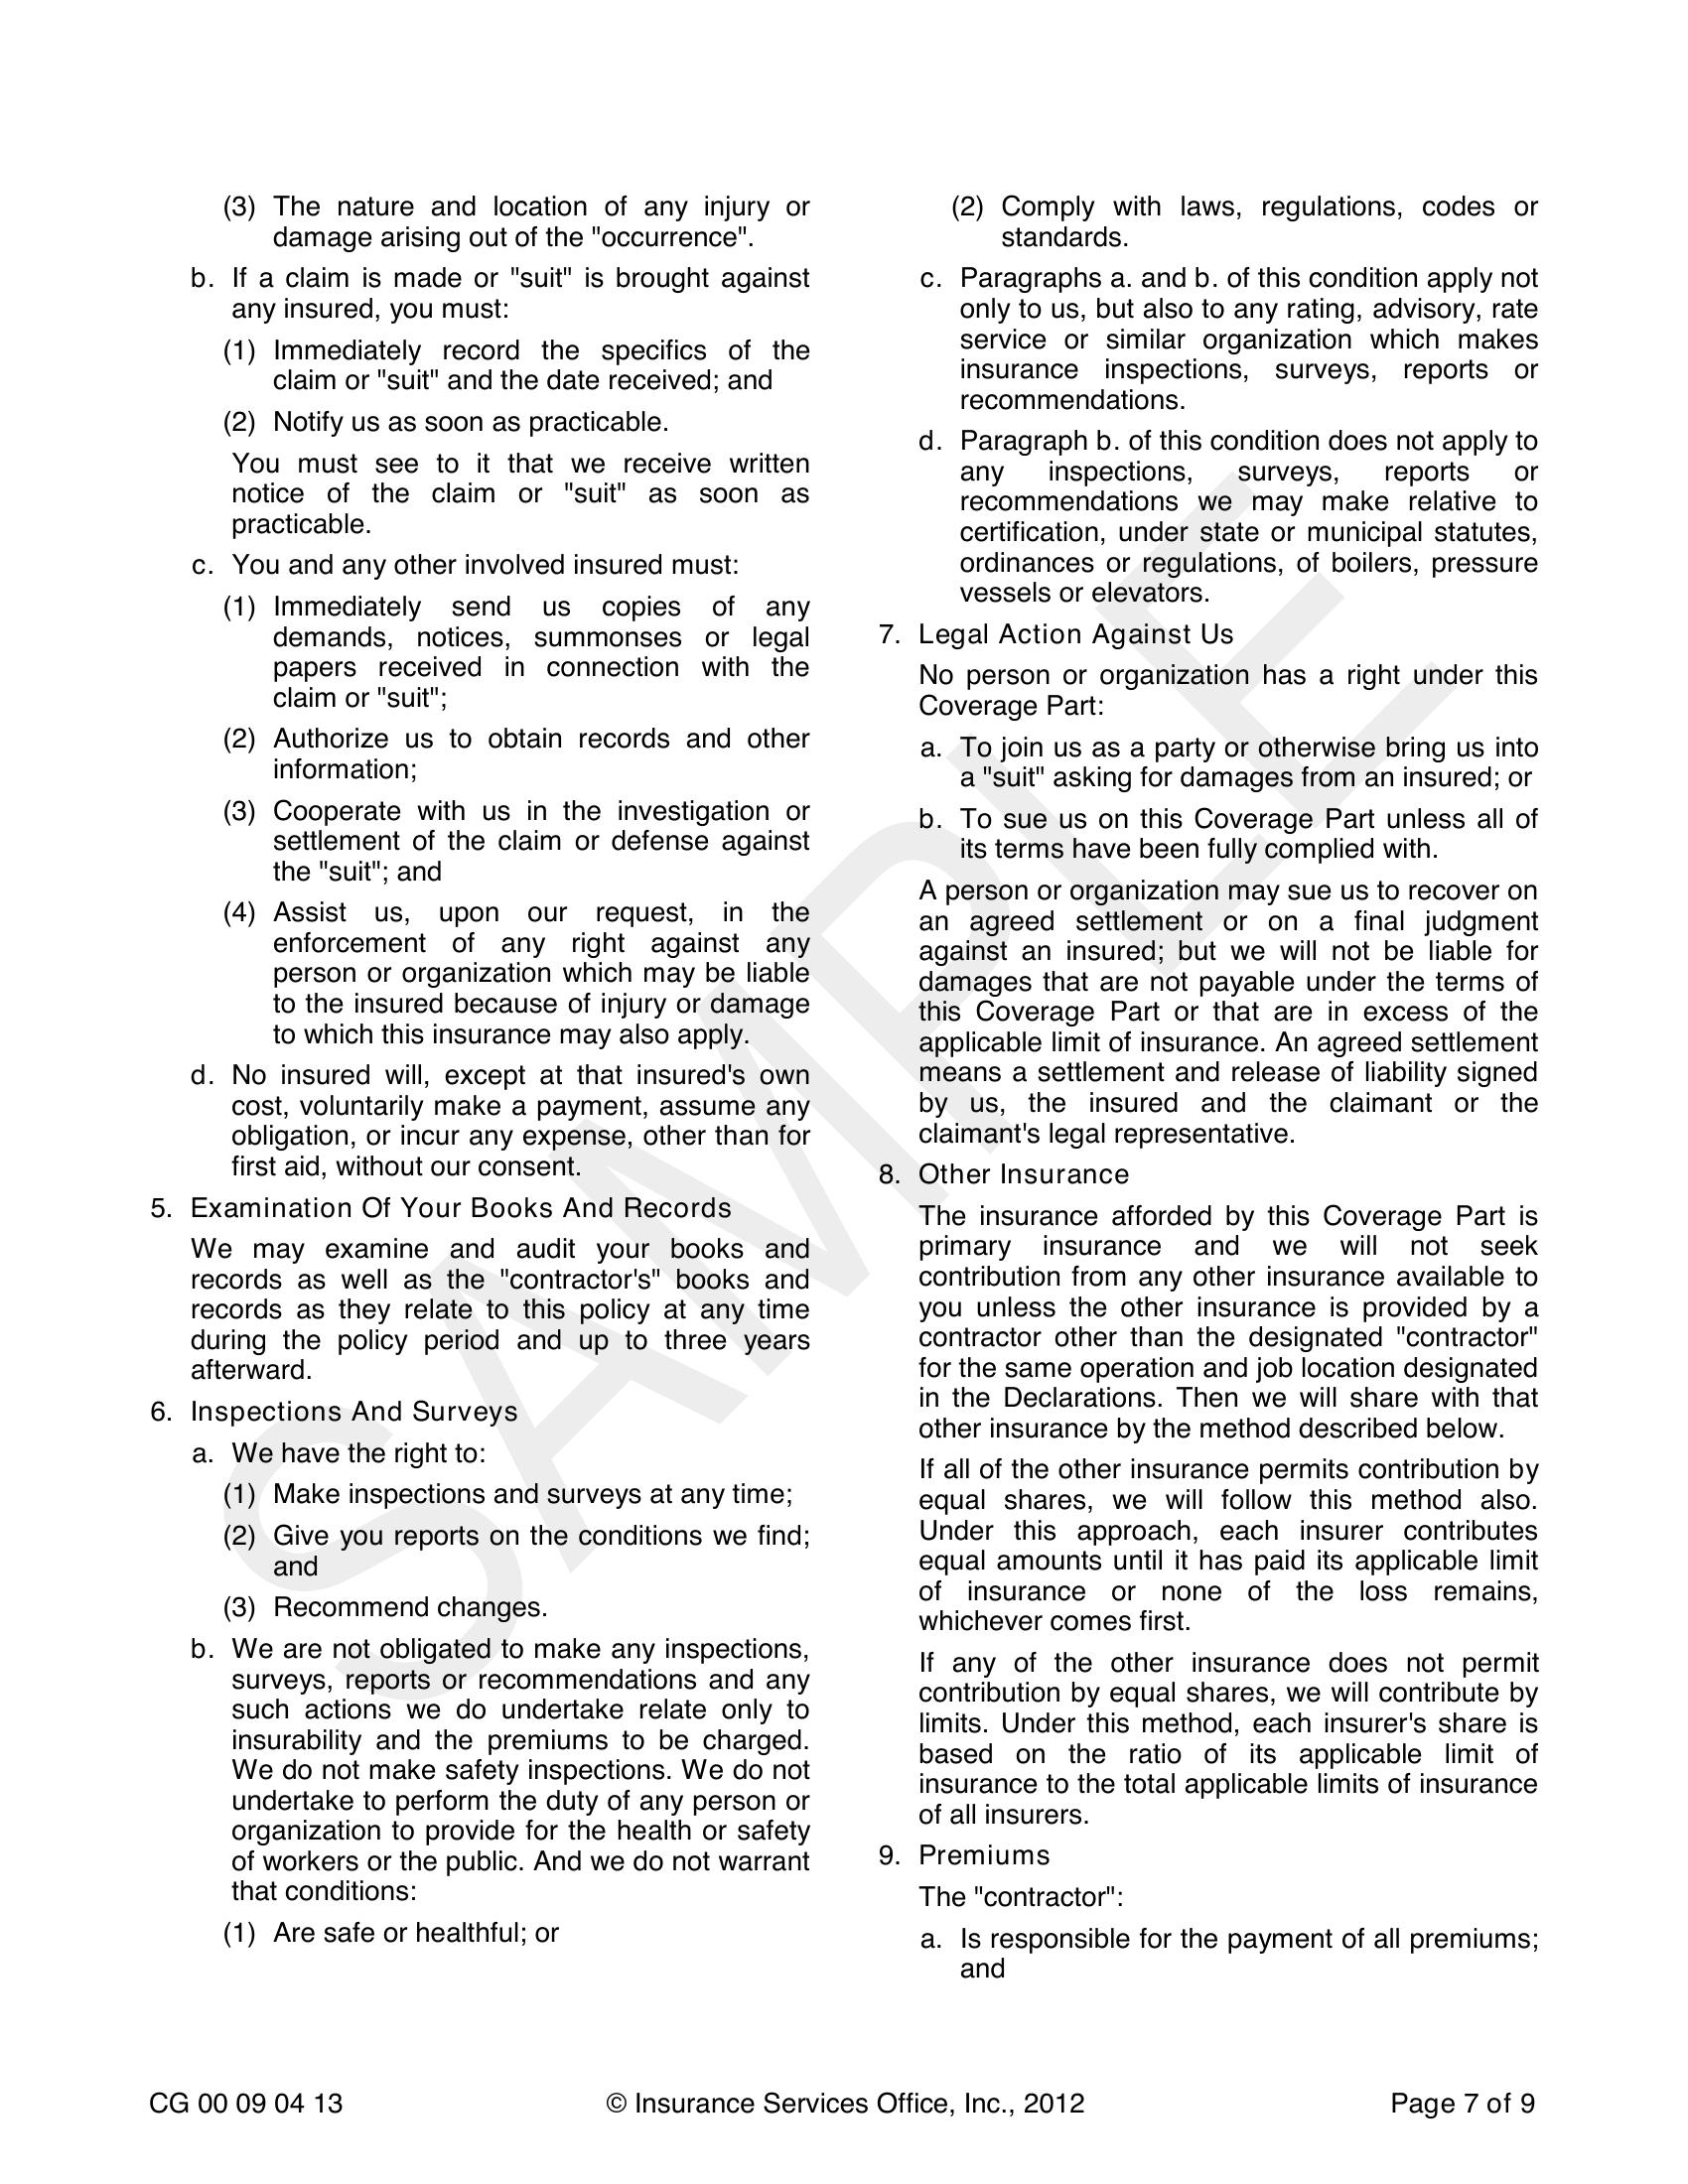 (3) The nature and location of any injury or
damage arising out of the "occurrence".
b. If a claim is made or "suit" is brought against
any insured, you must:
(1) Immediately record the specifics of the
claim or "suit" and the date received; and
(2) Notify us as soon as practicable.
You must see to it that we receive written
notice of the claim or "suit" as soon as
practicable.
c. You and any other involved insured must:
(1) Immediately send us copies of any
demands, notices, summonses or legal
papers received in connection with the
claim or "suit";
(2) Authorize us to obtain records and other
information;
(3) Cooperate with us in the investigation or
settlement of the claim or defense against
the "suit"; and
(4) Assist us, upon our request, in the
enforcement of any right against any
person or organization which may be liable
to the insured because of injury or damage
to which this insurance may also apply.
d. No insured will, except at that insured's own
cost, voluntarily make a payment, assume any
obligation, or incur any expense, other than for
first aid, without our consent.
5. Examination Of Your Books And Records
We may examine and audit your books and
records as well as the "contractor's" books and
records as they relate to this policy at any time
during the policy period and up to three years
afterward.
6. Inspections And Surveys
a. We have the right to:
(1) Make inspections and surveys at any time;
(2) Give you reports on the conditions we find;
and
(3) Recommend changes.
b. We are not obligated to make any inspections,
surveys, reports or recommendations and any
such actions we do undertake relate only to
insurability and the premiums to be charged.
We do not make safety inspections. We do not
undertake to perform the duty of any person or
organization to provide for the health or safety
of workers or the public. And we do not warrant
that conditions:
(1) Are safe or healthful; or
(2) Comply with laws, regulations, codes or
standards.
c. Paragraphs a. and b. of this condition apply not
only to us, but also to any rating, advisory, rate
service or similar organization which makes
insurance inspections, surveys, reports or
recommendations.
d. Paragraph b. of this condition does not apply to
any inspections, surveys, reports or
recommendations we may make relative to
certification, under state or municipal statutes,
ordinances or regulations, of boilers, pressure
vessels or elevators.
7. Legal Action Against Us
No person or organization has a right under this
Coverage Part:
a. To join us as a party or otherwise bring us into
a "suit" asking for damages from an insured; or
b. To sue us on this Coverage Part unless all of
its terms have been fully complied with.
A person or organization may sue us to recover on
an agreed settlement or on a final judgment
against an insured; but we will not be liable for
damages that are not payable under the terms of
this Coverage Part or that are in excess of the
applicable limit of insurance. An agreed settlement
means a settlement and release of liability signed
by us, the insured and the claimant or the
claimant's legal representative.
8. Other Insurance
The insurance afforded by this Coverage Part is
primary insurance and we will not seek
contribution from any other insurance available to
you unless the other insurance is provided by a
contractor other than the designated "contractor"
for the same operation and job location designated
in the Declarations. Then we will share with that
other insurance by the method described below.
If all of the other insurance permits contribution by
equal shares, we will follow this method also.
Under this approach, each insurer contributes
equal amounts until it has paid its applicable limit
of insurance or none of the loss remains,
whichever comes first.
If any of the other insurance does not permit
contribution by equal shares, we will contribute by
limits. Under this method, each insurer's share is
based on the ratio of its applicable limit of
insurance to the total applicable limits of insurance
of all insurers.
9. Premiums
The "contractor":
a. Is responsible for the payment of all premiums;
and
SAMPLE
CG 00 09 04 13 © Insurance Services Office, Inc., 2012 Page 7 of 9